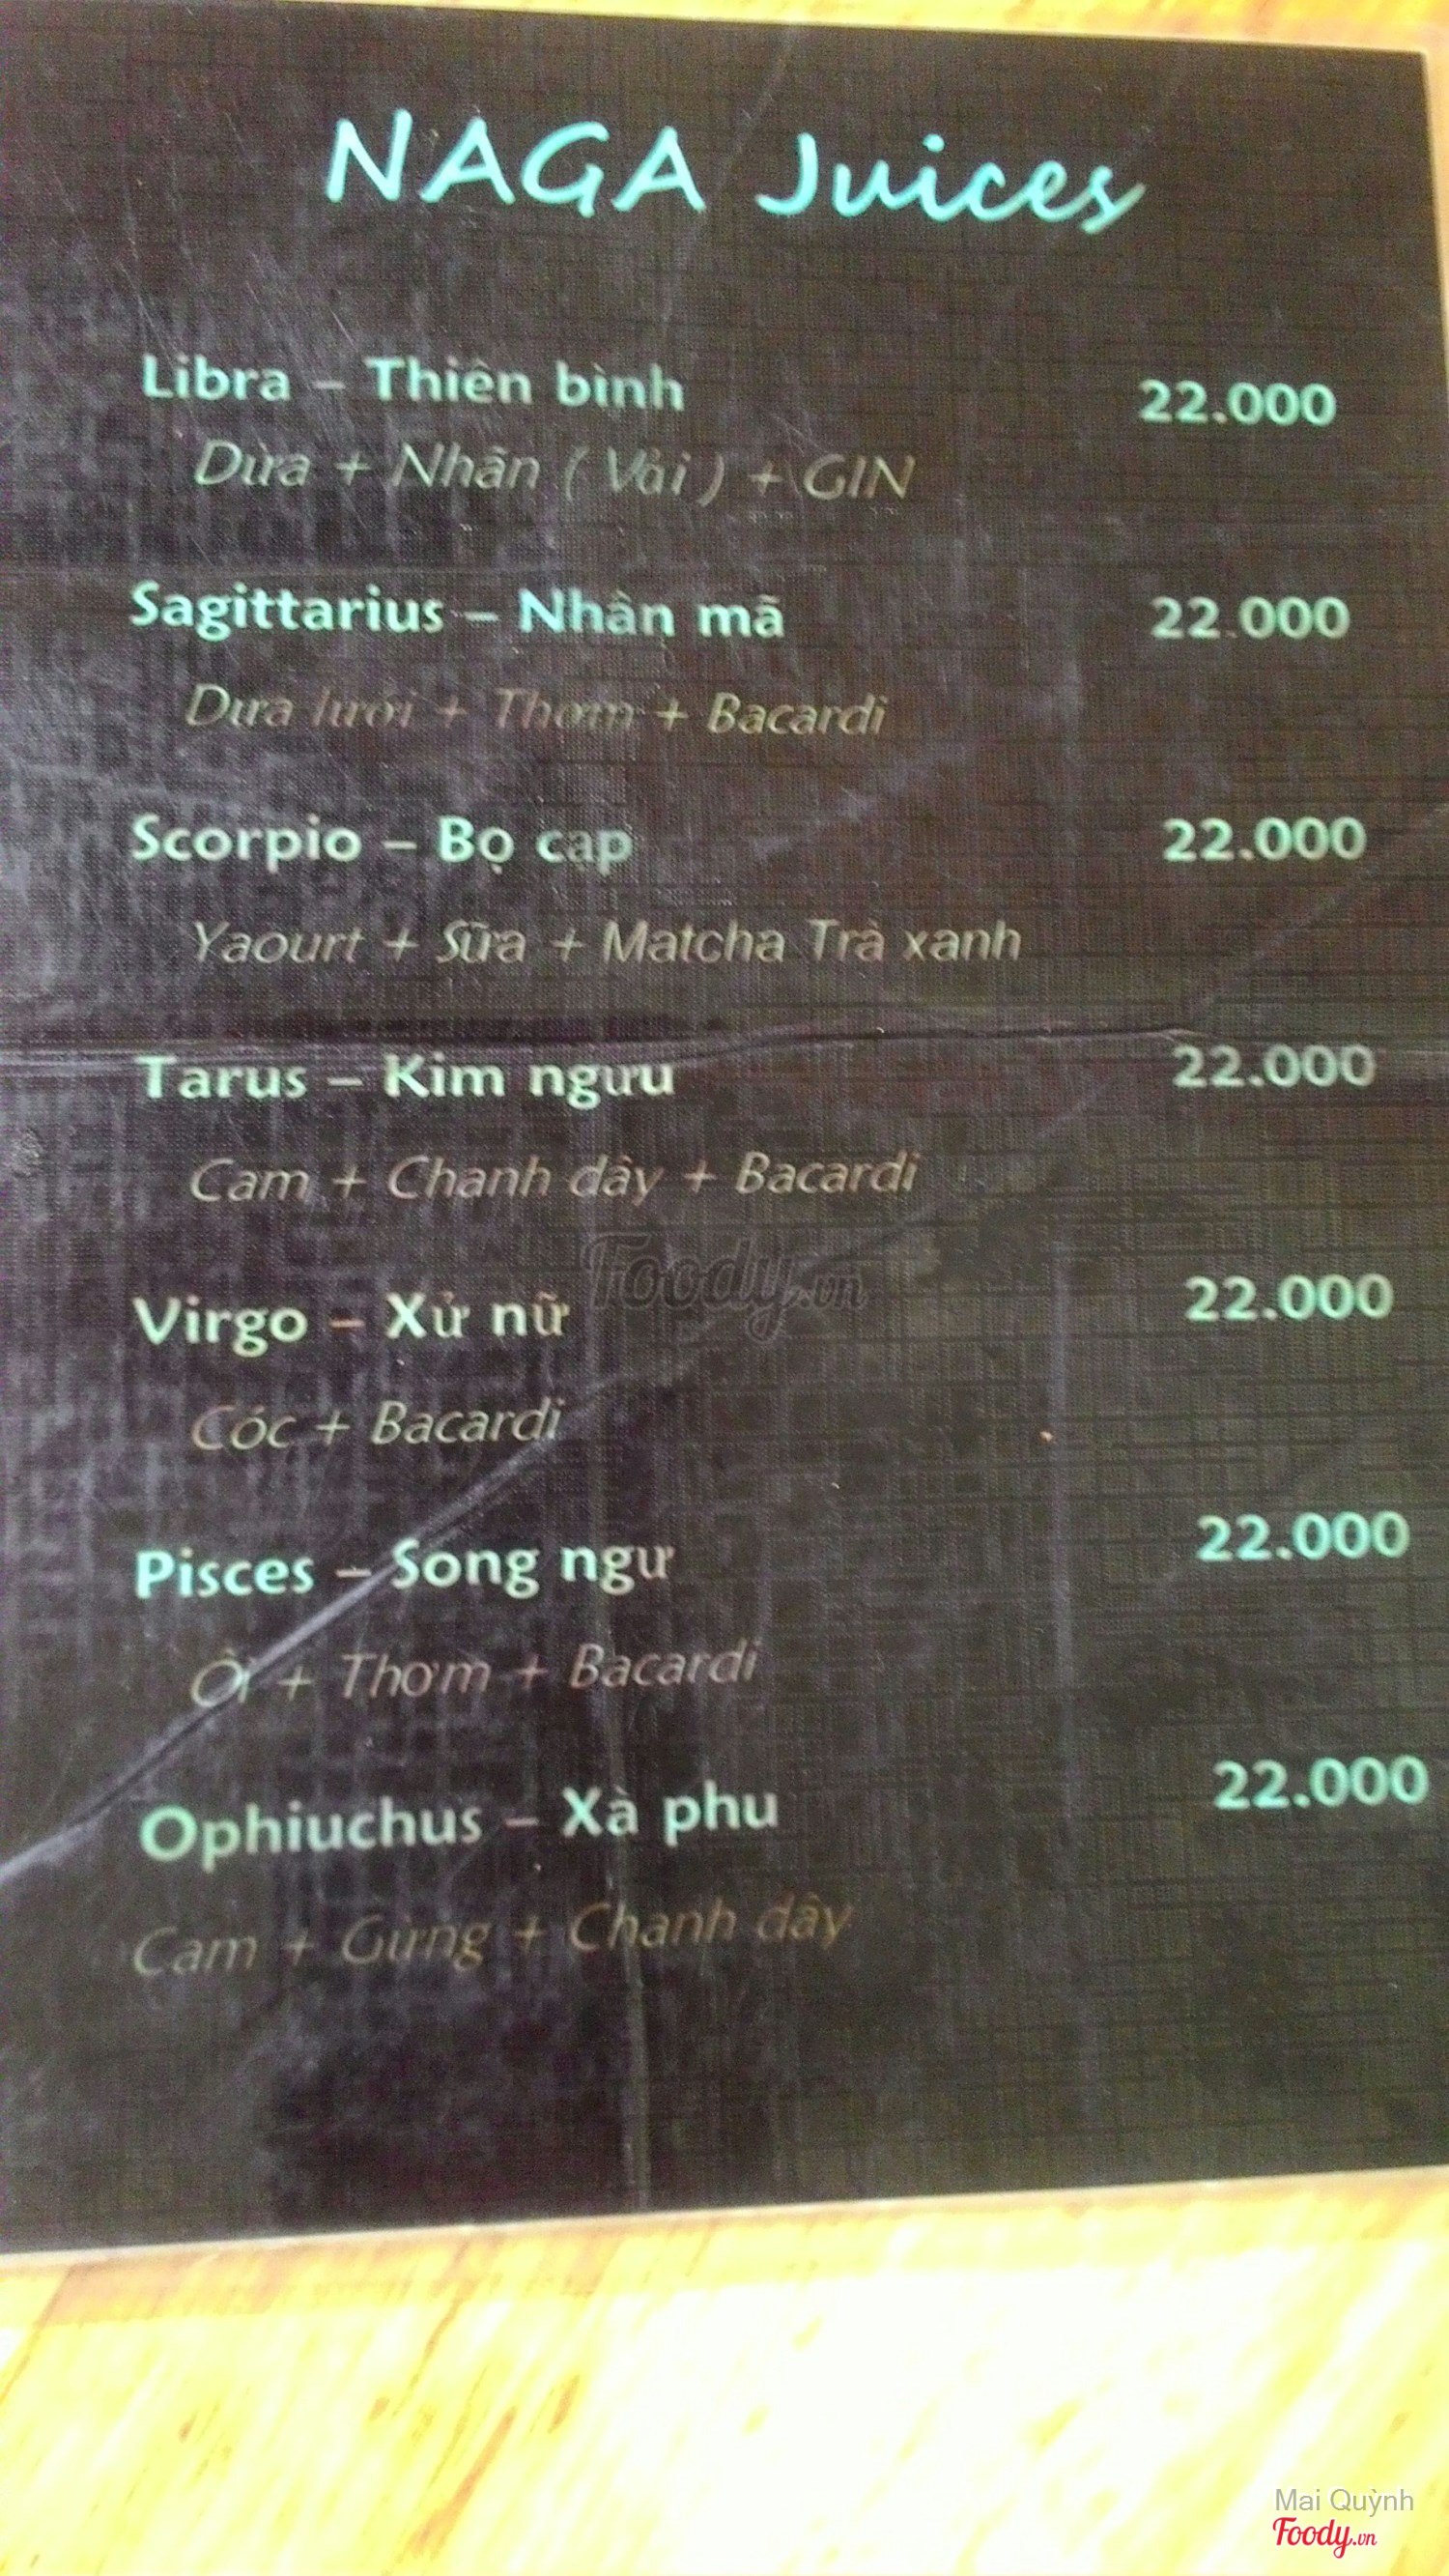 NAGA Juices
Libra – Thiên bình 22.000
Dừa + Nhãn ( Vải ) + GIN
Sagittarius – Nhân mã 22.000
Dưa lưới + Thơm + Bacardi
Scorpio – Bọ cạp 22.000
Yaourt + Sữa + Matcha Trà xanh
Tarus – Kim ngưu 22.000
Cam + Chanh dây + Bacardi
Foody.vn
Virgo – Xử nữ 22.000
Cóc + Bacardi
Pisces – Song ngư 22.000
Ổi + Thơm + Bacardi
Ophiuchus – Xà phu 22.000
Cam + Gừng + Chanh dây
Mai Quỳnh
Foody.vn